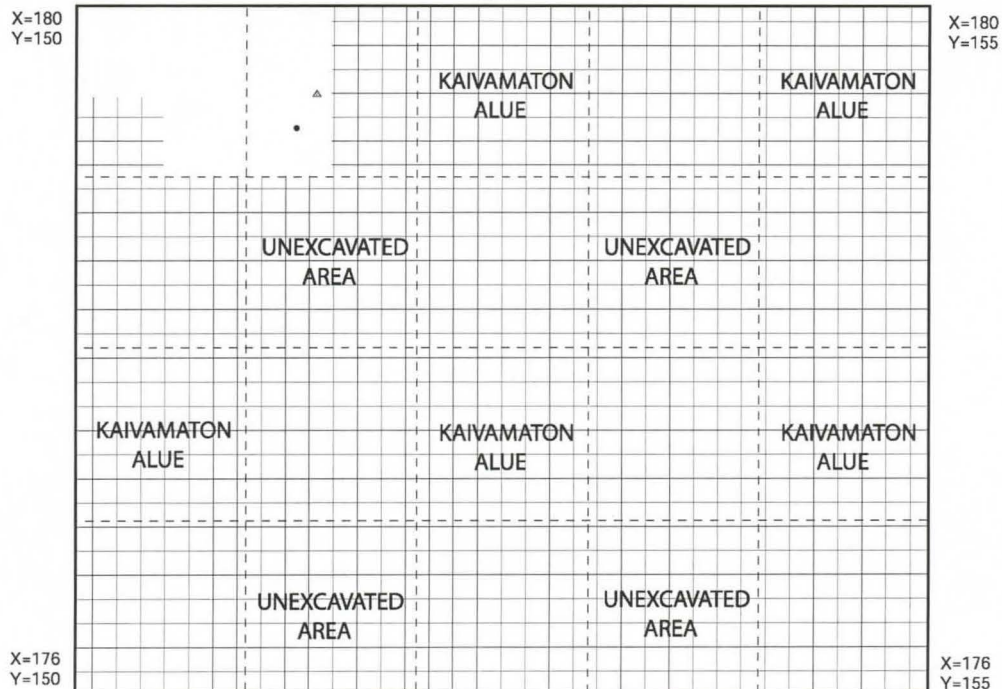 X=180
Y=150
X=180
Y=155
KAIVAMATON
ALUE
KAIVAMATON
ALUE
UNEXCAVATED
AREA
UNEXCAVATED
AREA
KAIVAMATON
ALUE
KAIVAMATON
ALUE
KAIVAMATON
ALUE
UNEXCAVATED
AREA
UNEXCAVATED
AREA
X=176
Y=150
X=176
Y=155